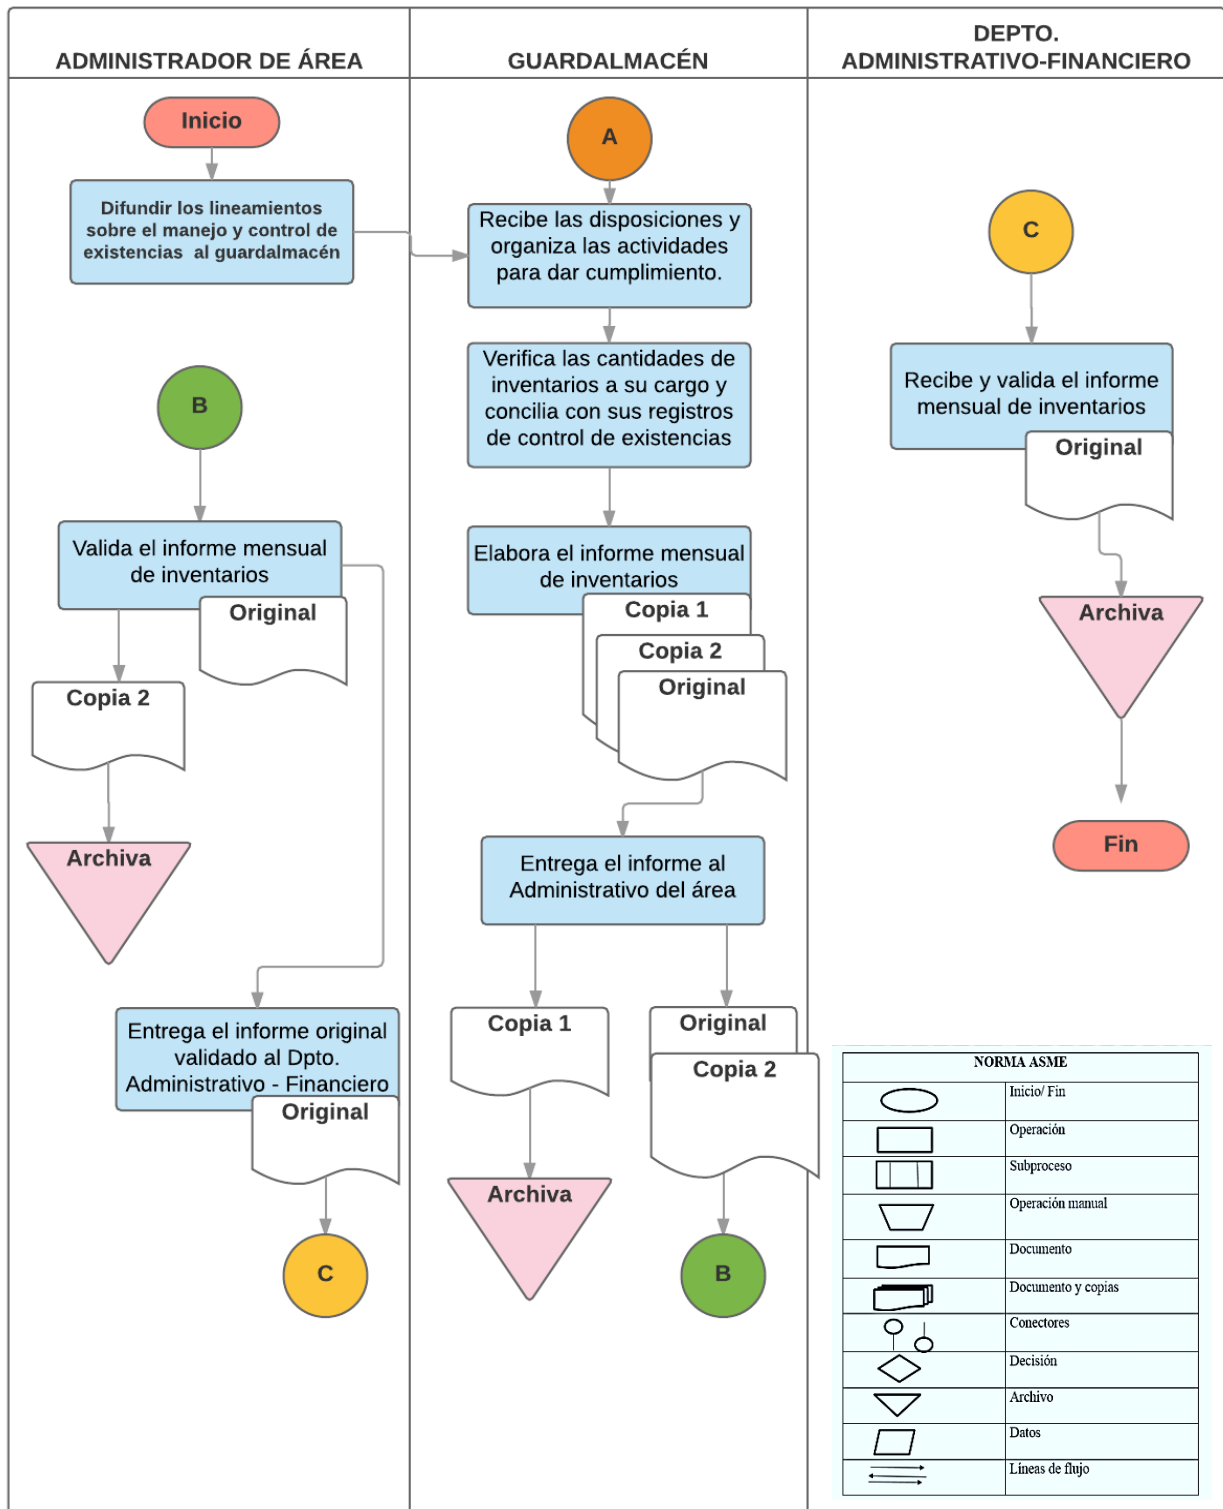 ADMINISTRADOR DE ÁREA
GUARDALMACÉN
DEPTO.
ADMINISTRATIVO-FINANCIERO
Inicio
Difundir los lineamientos
sobre el manejo y control de
existencias al guardalmacén
B
Valida el informe mensual
de inventarios
Original
Copia 2
Archiva
Entrega el informe original
validado al Dpto.
Administrativo - Financiero
Original
C
A
Recibe las disposiciones y
organiza las actividades
para dar cumplimiento.
Verifica las cantidades de
inventarios a su cargo y
concilia con sus registros
de control de existencias
Elabora el informe mensual
de inventarios
Copia 1
Copia 2
Original
Entrega el informe al
Administrativo del área
Copia 1
Archiva
Original
Copia 2
B
C
Recibe y valida el informe
mensual de inventarios
Original
Archiva
Fin
NORMA ASME
Inicio/ Fin
Operación
Subproceso
Operación manual
Documento
Documento y copias
Conectores
Decisión
Archivo
Datos
Líneas de flujo